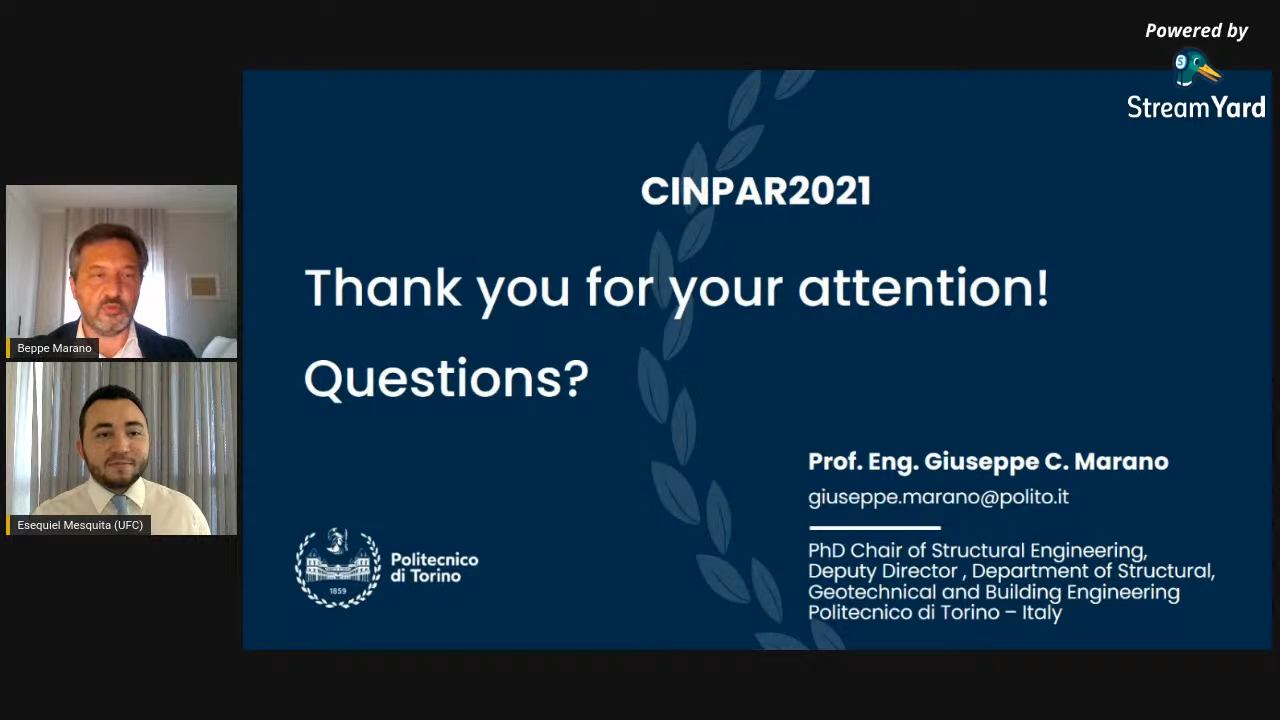 Powered by
StreamYard
CINPAR2021
Thank you for your attention!
Questions?
Beppe Marano
Esequiel Mesquita (UFC)
Prof. Eng. Giuseppe C. Marano
giuseppe.marano@polito.it
PhD Chair of Structural Engineering,
Deputy Director , Department of Structural,
Geotechnical and Building Engineering
Politecnico di Torino – Italy
Politecnico
di Torino
1859